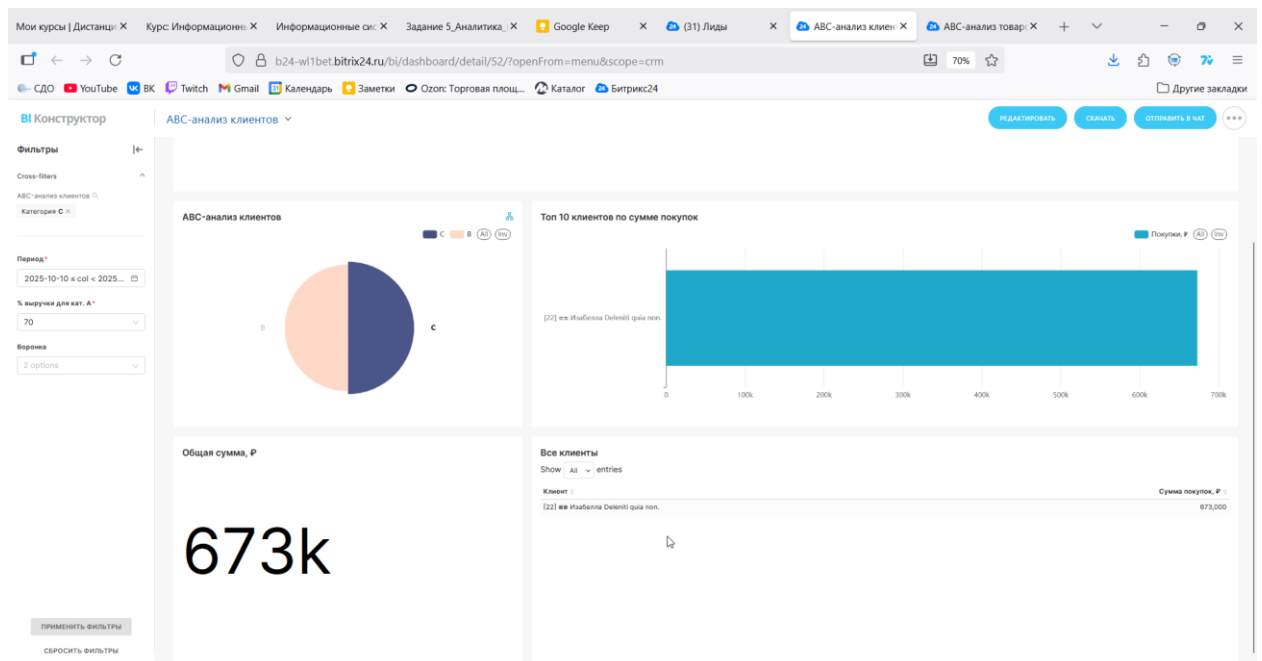 Мои курсы | Дистанци
Курс: Информационн
Информационные сис
Задание 5_Аналитика_
Google Keep
(31) Лиды
АВС-анализ клиен
АВС-анализ товар
b24-wl1bet.bitrix24.ru/bi/dashboard/detail/52/?openFrom=menu&scope=crm
70%
СДО YouTube ВК Twitch Gmail Календарь Заметки Ozon: Торговая площ... Каталог Битрикс24 Другие закладки
BI Конструктор
АВС-анализ клиентов
РЕДАКТИРОВАТЬ
СКАЧАТЬ
ОТПРАВИТЬ В ЧАТ
Фильтры
Cross-filters
АВС-анализ клиентов
Категория C
Период*
2025-10-10 ≤ col < 2025...
% выручки для кат. А*
70
Воронка
2 options
ПРИМЕНИТЬ ФИЛЬТРЫ
СБРОСИТЬ ФИЛЬТРЫ
АВС-анализ клиентов
C B All Inv
B
C
Топ 10 клиентов по сумме покупок
Покупки, ₽ All Inv
[22] вв Изабелла Deleniti quia non.
0 100k 200k 300k 400k 500k 600k 700k
Общая сумма, ₽
673k
Все клиенты
Show All entries
Клиент Сумма покупок, ₽
[22] вв Изабелла Deleniti quia non. 673,000